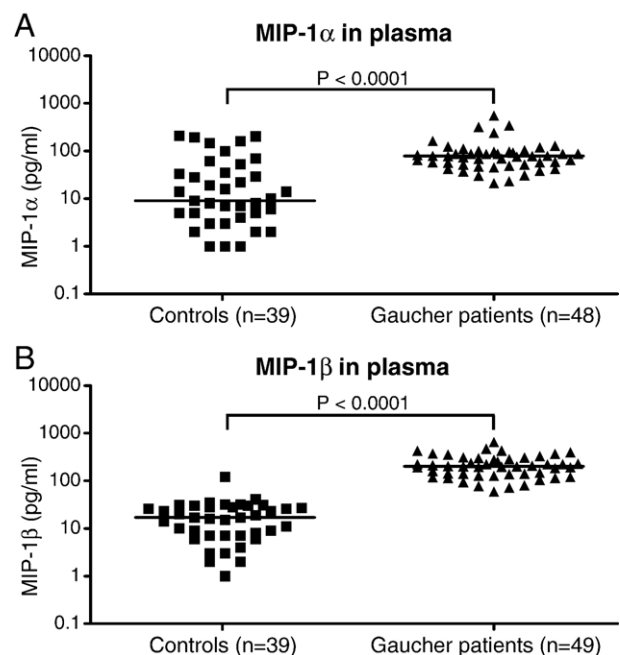 A
MIP-1α in plasma
P < 0.0001
MIP-1α (pg/ml)
10000
1000
100
10
1
0.1
Controls (n=39)
Gaucher patients (n=48)
B
MIP-1β in plasma
P < 0.0001
MIP-1β (pg/ml)
10000
1000
100
10
1
0.1
Controls (n=39)
Gaucher patients (n=49)